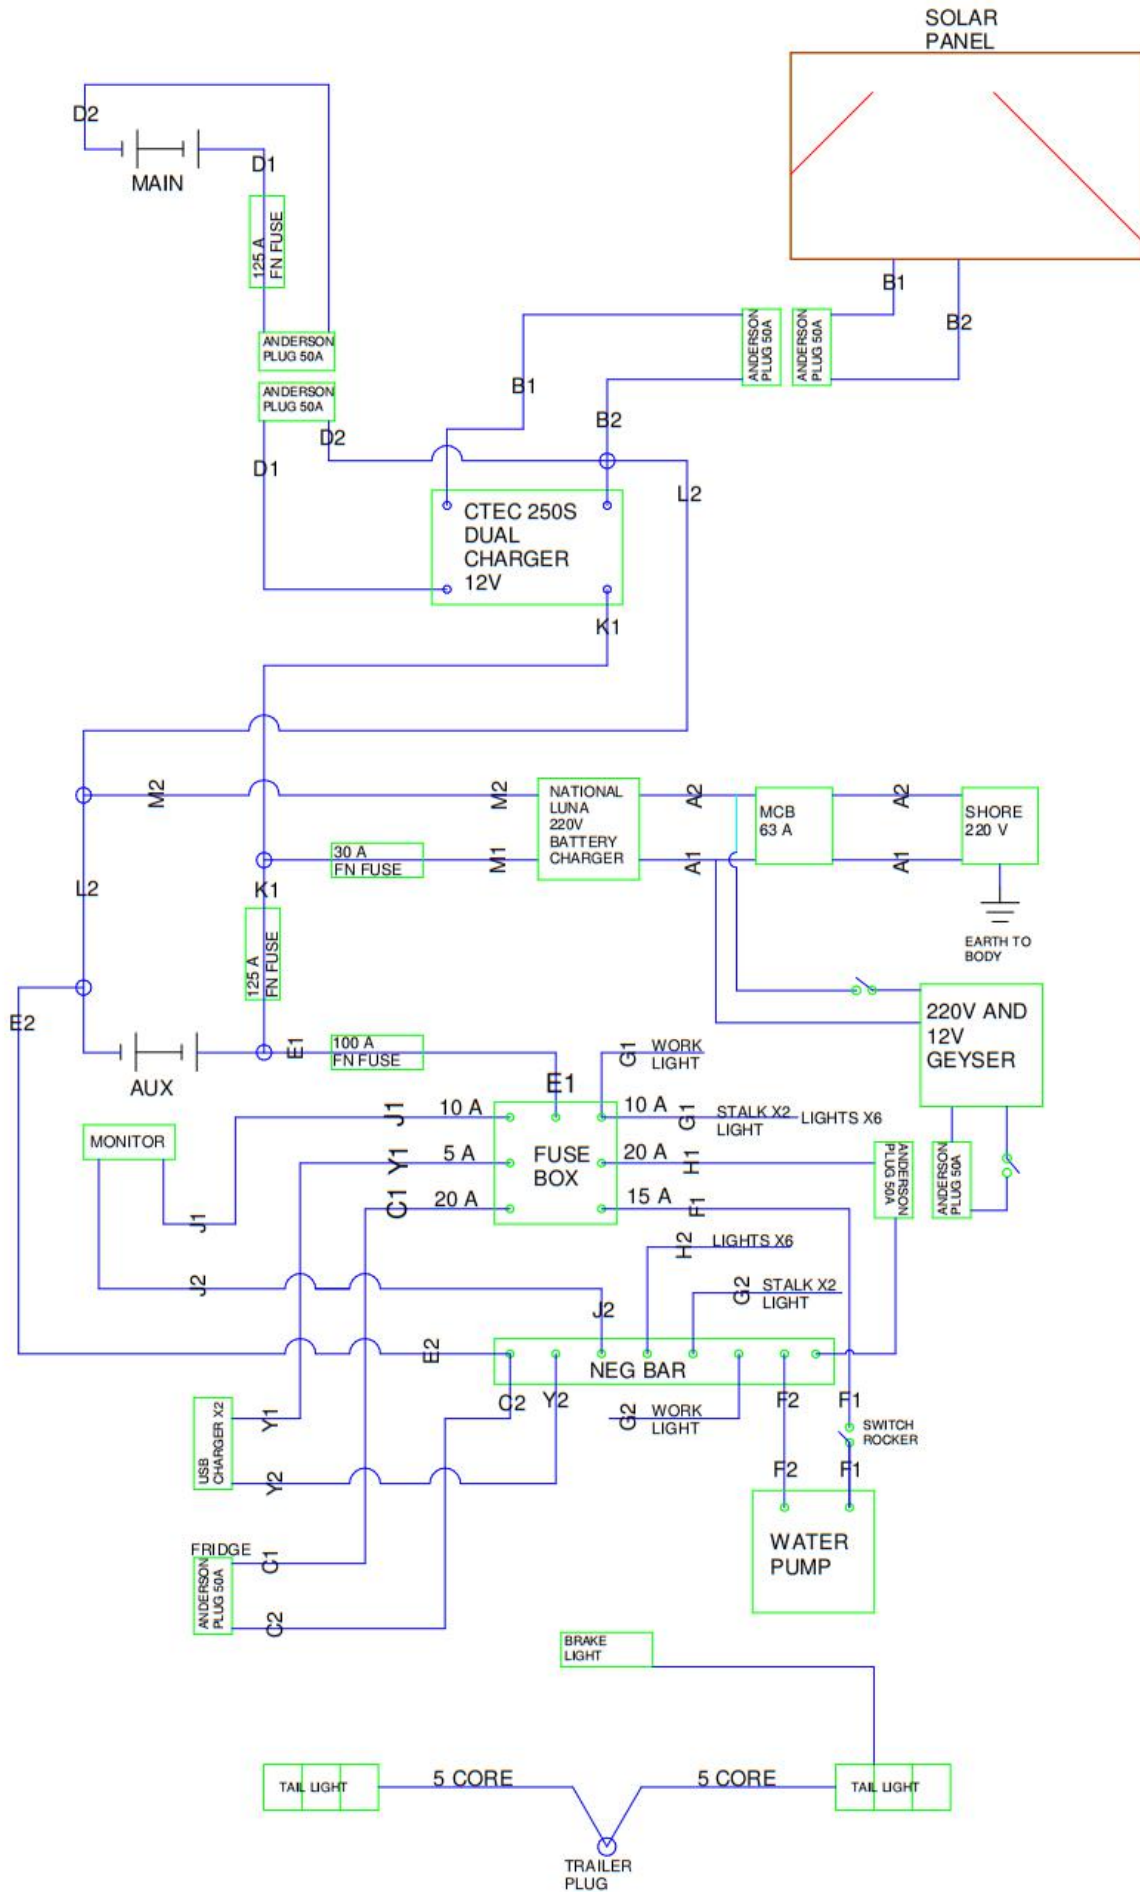 SOLAR
PANEL
D2
MAIN
D1
125 A
FN FUSE
ANDERSON
PLUG 50A
ANDERSON
PLUG 50A
D2
D1
B1
B2
ANDERSON
PLUG 50A
ANDERSON
PLUG 50A
B1
B2
L2
CTEC 250S
DUAL
CHARGER
12V
K1
M2
M2
NATIONAL
LUNA
220V
BATTERY
CHARGER
A2
MCB
63 A
A2
SHORE
220 V
30 A
FN FUSE
M1
A1
A1
L2
K1
125 A
FN FUSE
EARTH TO
BODY
E2
AUX
E1
100 A
FN FUSE
E1
G1
WORK
LIGHT
220V AND
12V
GEYSER
MONITOR
J1
10 A
10 A
G1
STALK X2
LIGHT
LIGHTS X6
Y1
5 A
FUSE
BOX
20 A
H1
ANDERSON
PLUG 50A
ANDERSON
PLUG 50A
C1
20 A
15 A
F1
J1
H2
LIGHTS X6
J2
J2
G2
STALK X2
LIGHT
E2
NEG BAR
C2
Y2
G2
WORK
LIGHT
F2
F1
SWITCH
ROCKER
USB
CHARGER X2
Y1
Y2
F2
F1
FRIDGE
ANDERSON
PLUG 50A
C1
C2
WATER
PUMP
BRAKE
LIGHT
TAIL LIGHT
5 CORE
5 CORE
TAIL LIGHT
TRAILER
PLUG